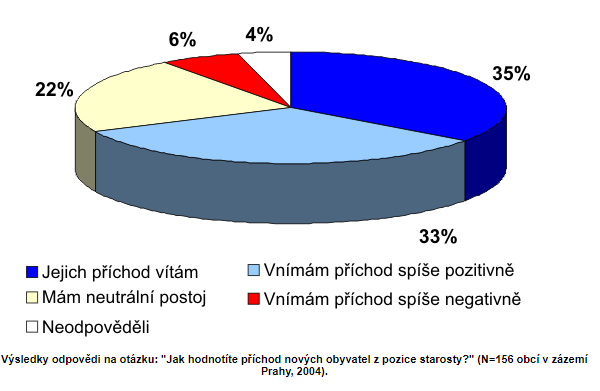 6%
4%
35%
22%
33%
Jejich příchod vítám
Vnímám příchod spíše pozitivně
Mám neutrální postoj
Vnímám příchod spíše negativně
Neodpověděli
Výsledky odpovědi na otázku: "Jak hodnotíte příchod nových obyvatel z pozice starosty?" (N=156 obcí v zázemí
Prahy, 2004).